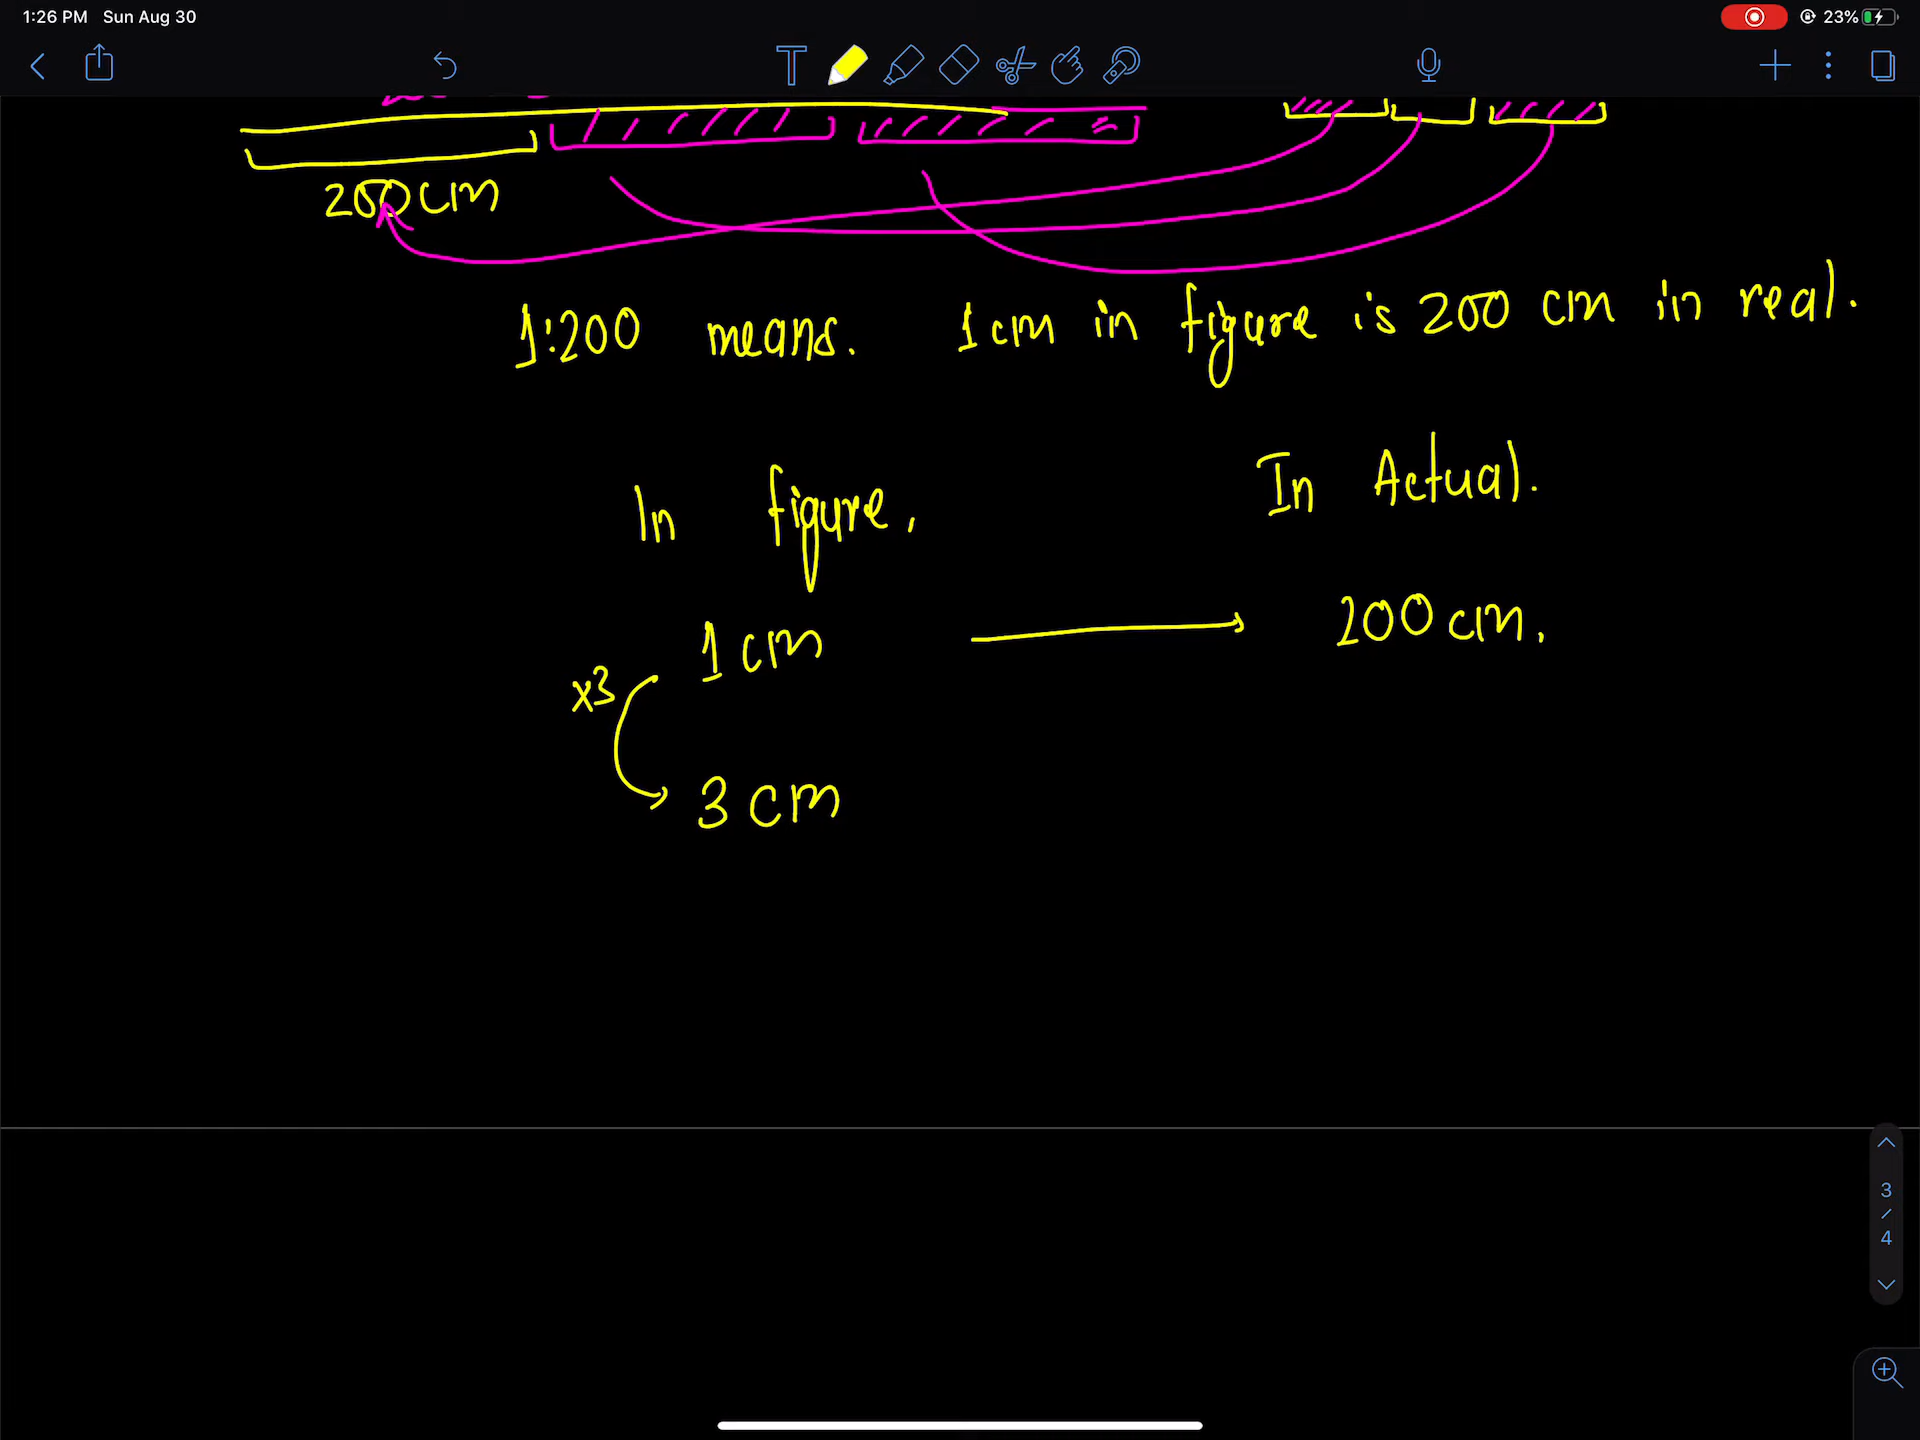 1:26 PM Sun Aug 30
23%
200 cm
1:200 means. 1 cm in figure is 200 cm in real.
In figure.
In Actual.
1 cm
200 cm.
x3
3 cm
3
/
4